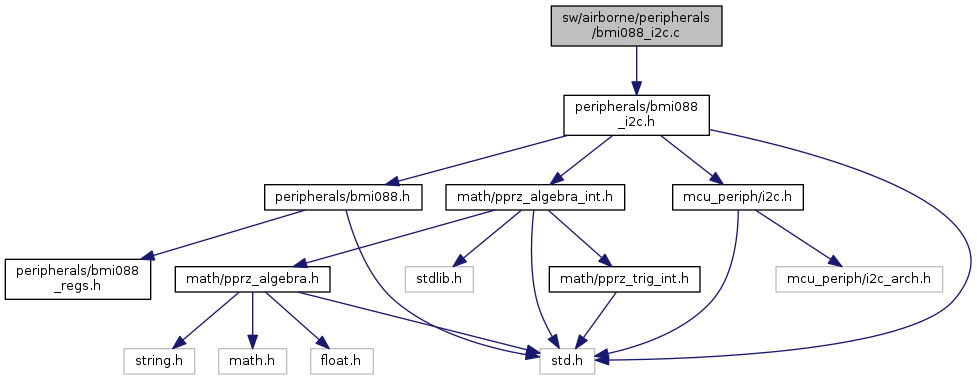 sw/airborne/peripherals
/bmi088_i2c.c
peripherals/bmi088
_i2c.h
peripherals/bmi088.h
math/pprz_algebra_int.h
mcu_periph/i2c.h
peripherals/bmi088
_regs.h
math/pprz_algebra.h
stdlib.h
math/pprz_trig_int.h
mcu_periph/i2c_arch.h
string.h
math.h
float.h
std.h